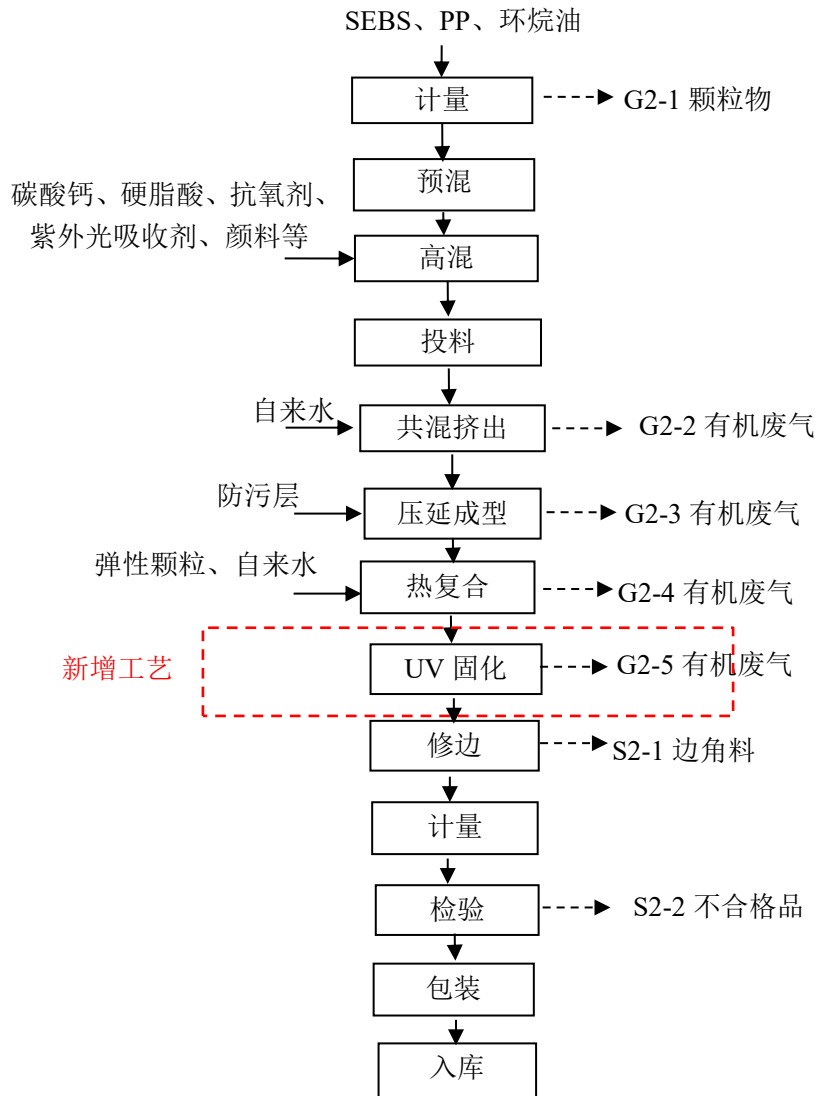 SEBS、PP、环烷油
计量
G2-1 颗粒物
预混
碳酸钙、硬脂酸、抗氧剂、
紫外光吸收剂、颜料等
高混
投料
自来水
共混挤出
G2-2 有机废气
防污层
压延成型
G2-3 有机废气
弹性颗粒、自来水
热复合
G2-4 有机废气
新增工艺
UV 固化
G2-5 有机废气
修边
S2-1 边角料
计量
检验
S2-2 不合格品
包装
入库